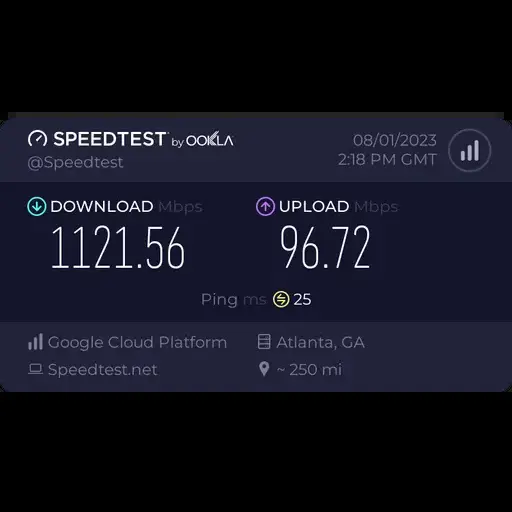 SPEEDTEST by OOKLA
@Speedtest
08/01/2023
2:18 PM GMT
DOWNLOAD Mbps
1121.56
UPLOAD Mbps
96.72
Ping ms 25
Google Cloud Platform
Atlanta, GA
Speedtest.net
~ 250 mi